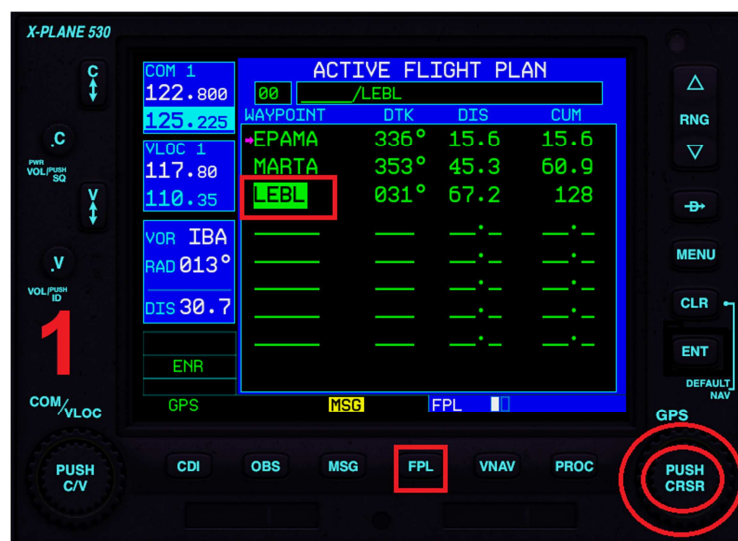 X-PLANE 530
C
.C
PWR
VOL/PUSH
SQ
V
.V
VOL/PUSH
ID
1
COM/VLOC
PUSH
C/V
COM 1
122.800
125.225
VLOC 1
117.80
110.35
VOR IBA
RAD 013°
DIS 30.7
ENR
GPS
ACTIVE FLIGHT PLAN
00 _____/LEBL
WAYPOINT DTK DIS CUM
EPAMA 336° 15.6 15.6
MARTA 353° 45.3 60.9
LEBL 031° 67.2 128
MSG FPL
CDI OBS MSG FPL VNAV PROC
RNG
D
MENU
CLR
ENT
DEFAULT
NAV
GPS
PUSH
CRSR